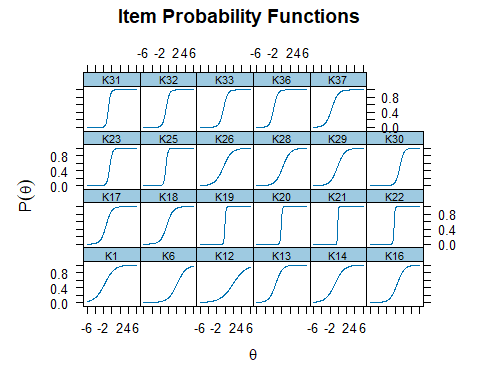 Item Probability Functions
-6 -2 2 4 6 -6 -2 2 4 6
K31 K32 K33 K36 K37
0.8
0.4
0.0
K23 K25 K26 K28 K29 K30
0.8
0.4
0.0
K17 K18 K19 K20 K21 K22
0.8
0.4
0.0
K1 K6 K12 K13 K14 K16
0.8
0.4
0.0
-6 -2 2 4 6 -6 -2 2 4 6 -6 -2 2 4 6
P(θ)
θ